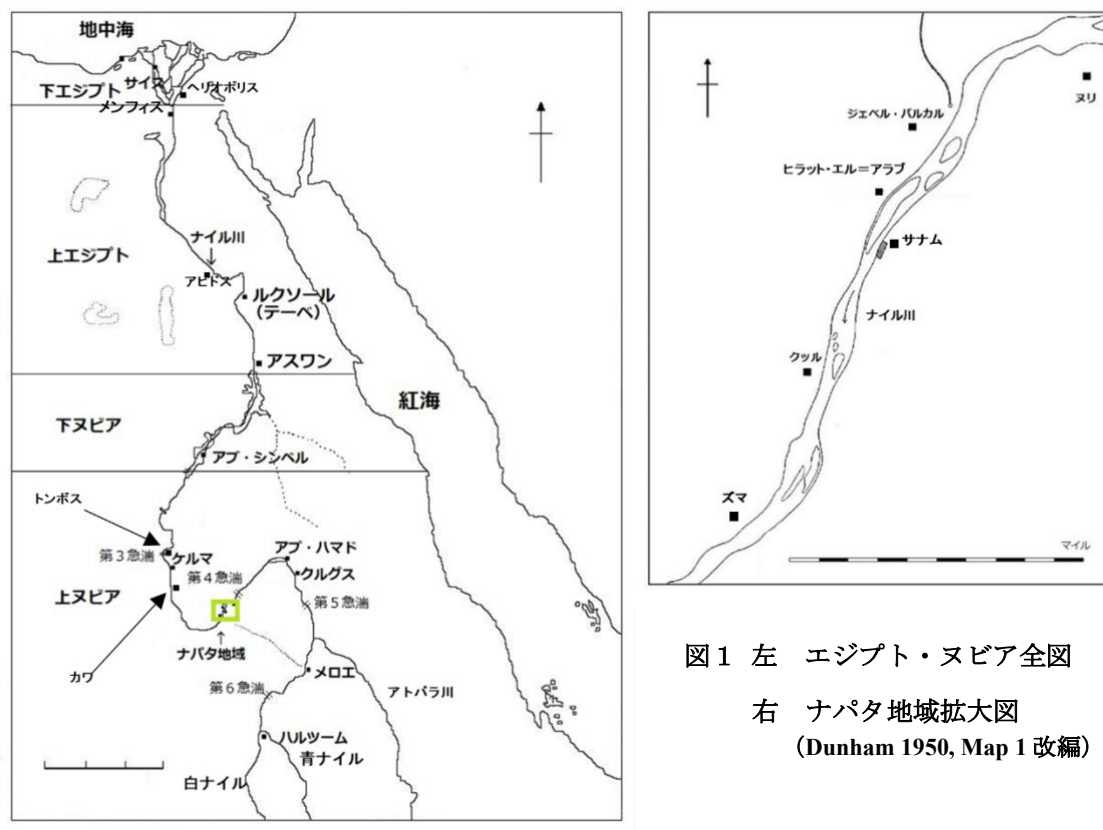 地中海
サイス
ヘリオポリス
下エジプト
メンフィス
ナイル川
↓
上エジプト
アビドス
ルクソール
(テーベ)
アスワン
紅海
下ヌビア
アブ・シンベル
トンボス
第3急湍
ケルマ
アブ・ハマド
第4急湍
クルグス
上ヌビア
第5急湍
↑
ナパタ地域
カワ
メロエ
第6急湍
アトバラ川
ハルツーム
青ナイル
白ナイル
ヌリ
ジェベル・バルカル
ヒラット・エル＝アラブ
サナム
ナイル川
クッル
ズマ
マイル
図1 左 エジプト・ヌビア全図
右 ナパタ地域拡大図
（Dunham 1950, Map 1 改編）